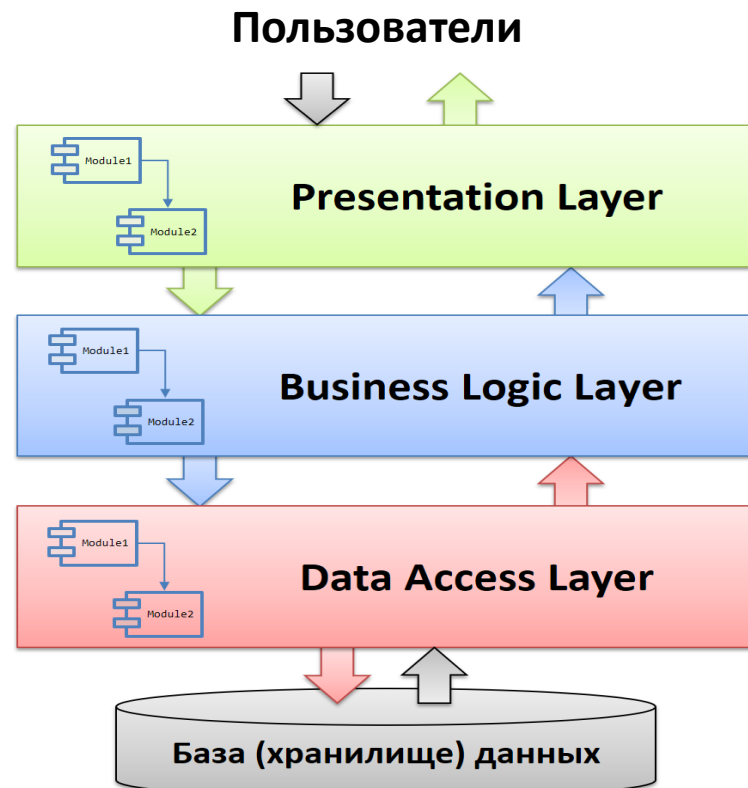 Пользователи
Module1
Presentation Layer
Module2
Module1
Business Logic Layer
Module2
Module1
Data Access Layer
Module2
База (хранилище) данных